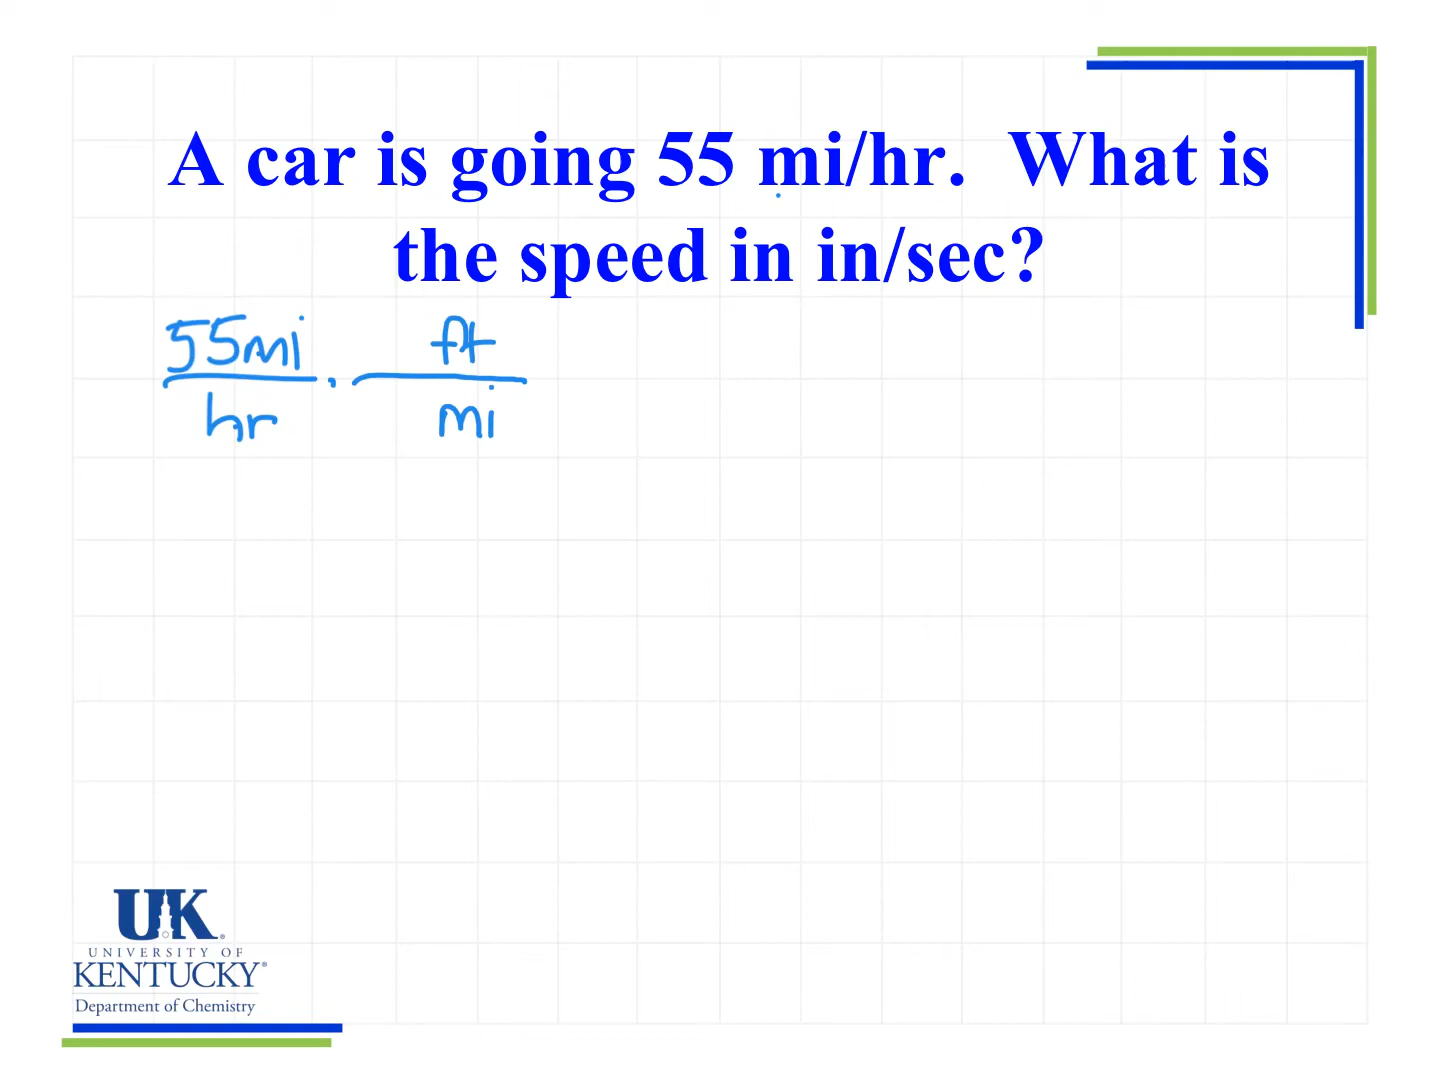 A car is going 55 mi/hr. What is
the speed in in/sec?
55mi . ft
hr mi
UK®
UNIVERSITY OF
KENTUCKY®
Department of Chemistry